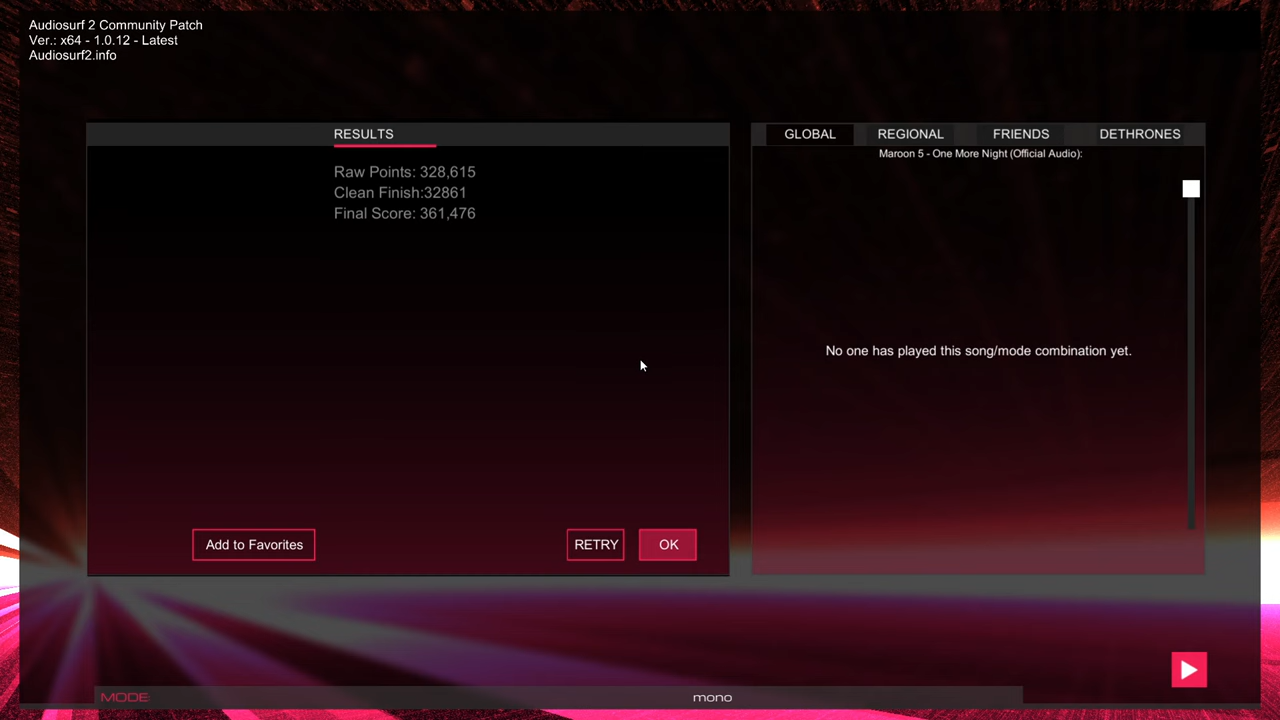 Audiosurf 2 Community Patch
Ver.: x64 - 1.0.12 - Latest
Audiosurf2.info
RESULTS
Raw Points: 328,615
Clean Finish:32861
Final Score: 361,476
Add to Favorites
RETRY
OK
GLOBAL REGIONAL FRIENDS DETHRONES
Maroon 5 - One More Night (Official Audio):
No one has played this song/mode combination yet.
MODE: mono